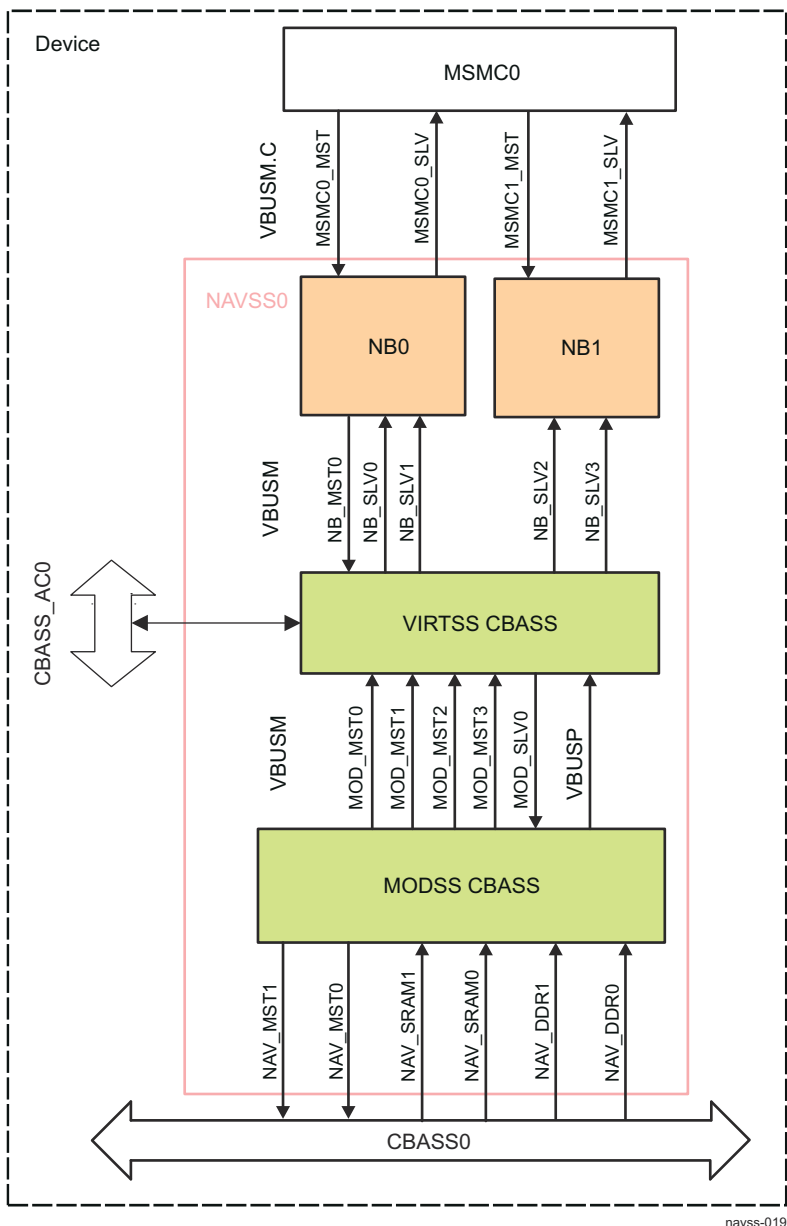 Device
MSMC0
VBUSM.C
MSMC0_MST
MSMC0_SLV
MSMC1_MST
MSMC1_SLV
NAVSS0
NB0
NB1
VBUSM
NB_MST0
NB_SLV0
NB_SLV1
NB_SLV2
NB_SLV3
CBASS_AC0
VIRTSS CBASS
VBUSM
MOD_MST0
MOD_MST1
MOD_MST2
MOD_MST3
MOD_SLV0
VBUSP
MODSS CBASS
NAV_MST1
NAV_MST0
NAV_SRAM1
NAV_SRAM0
NAV_DDR1
NAV_DDR0
CBASS0
navss-019